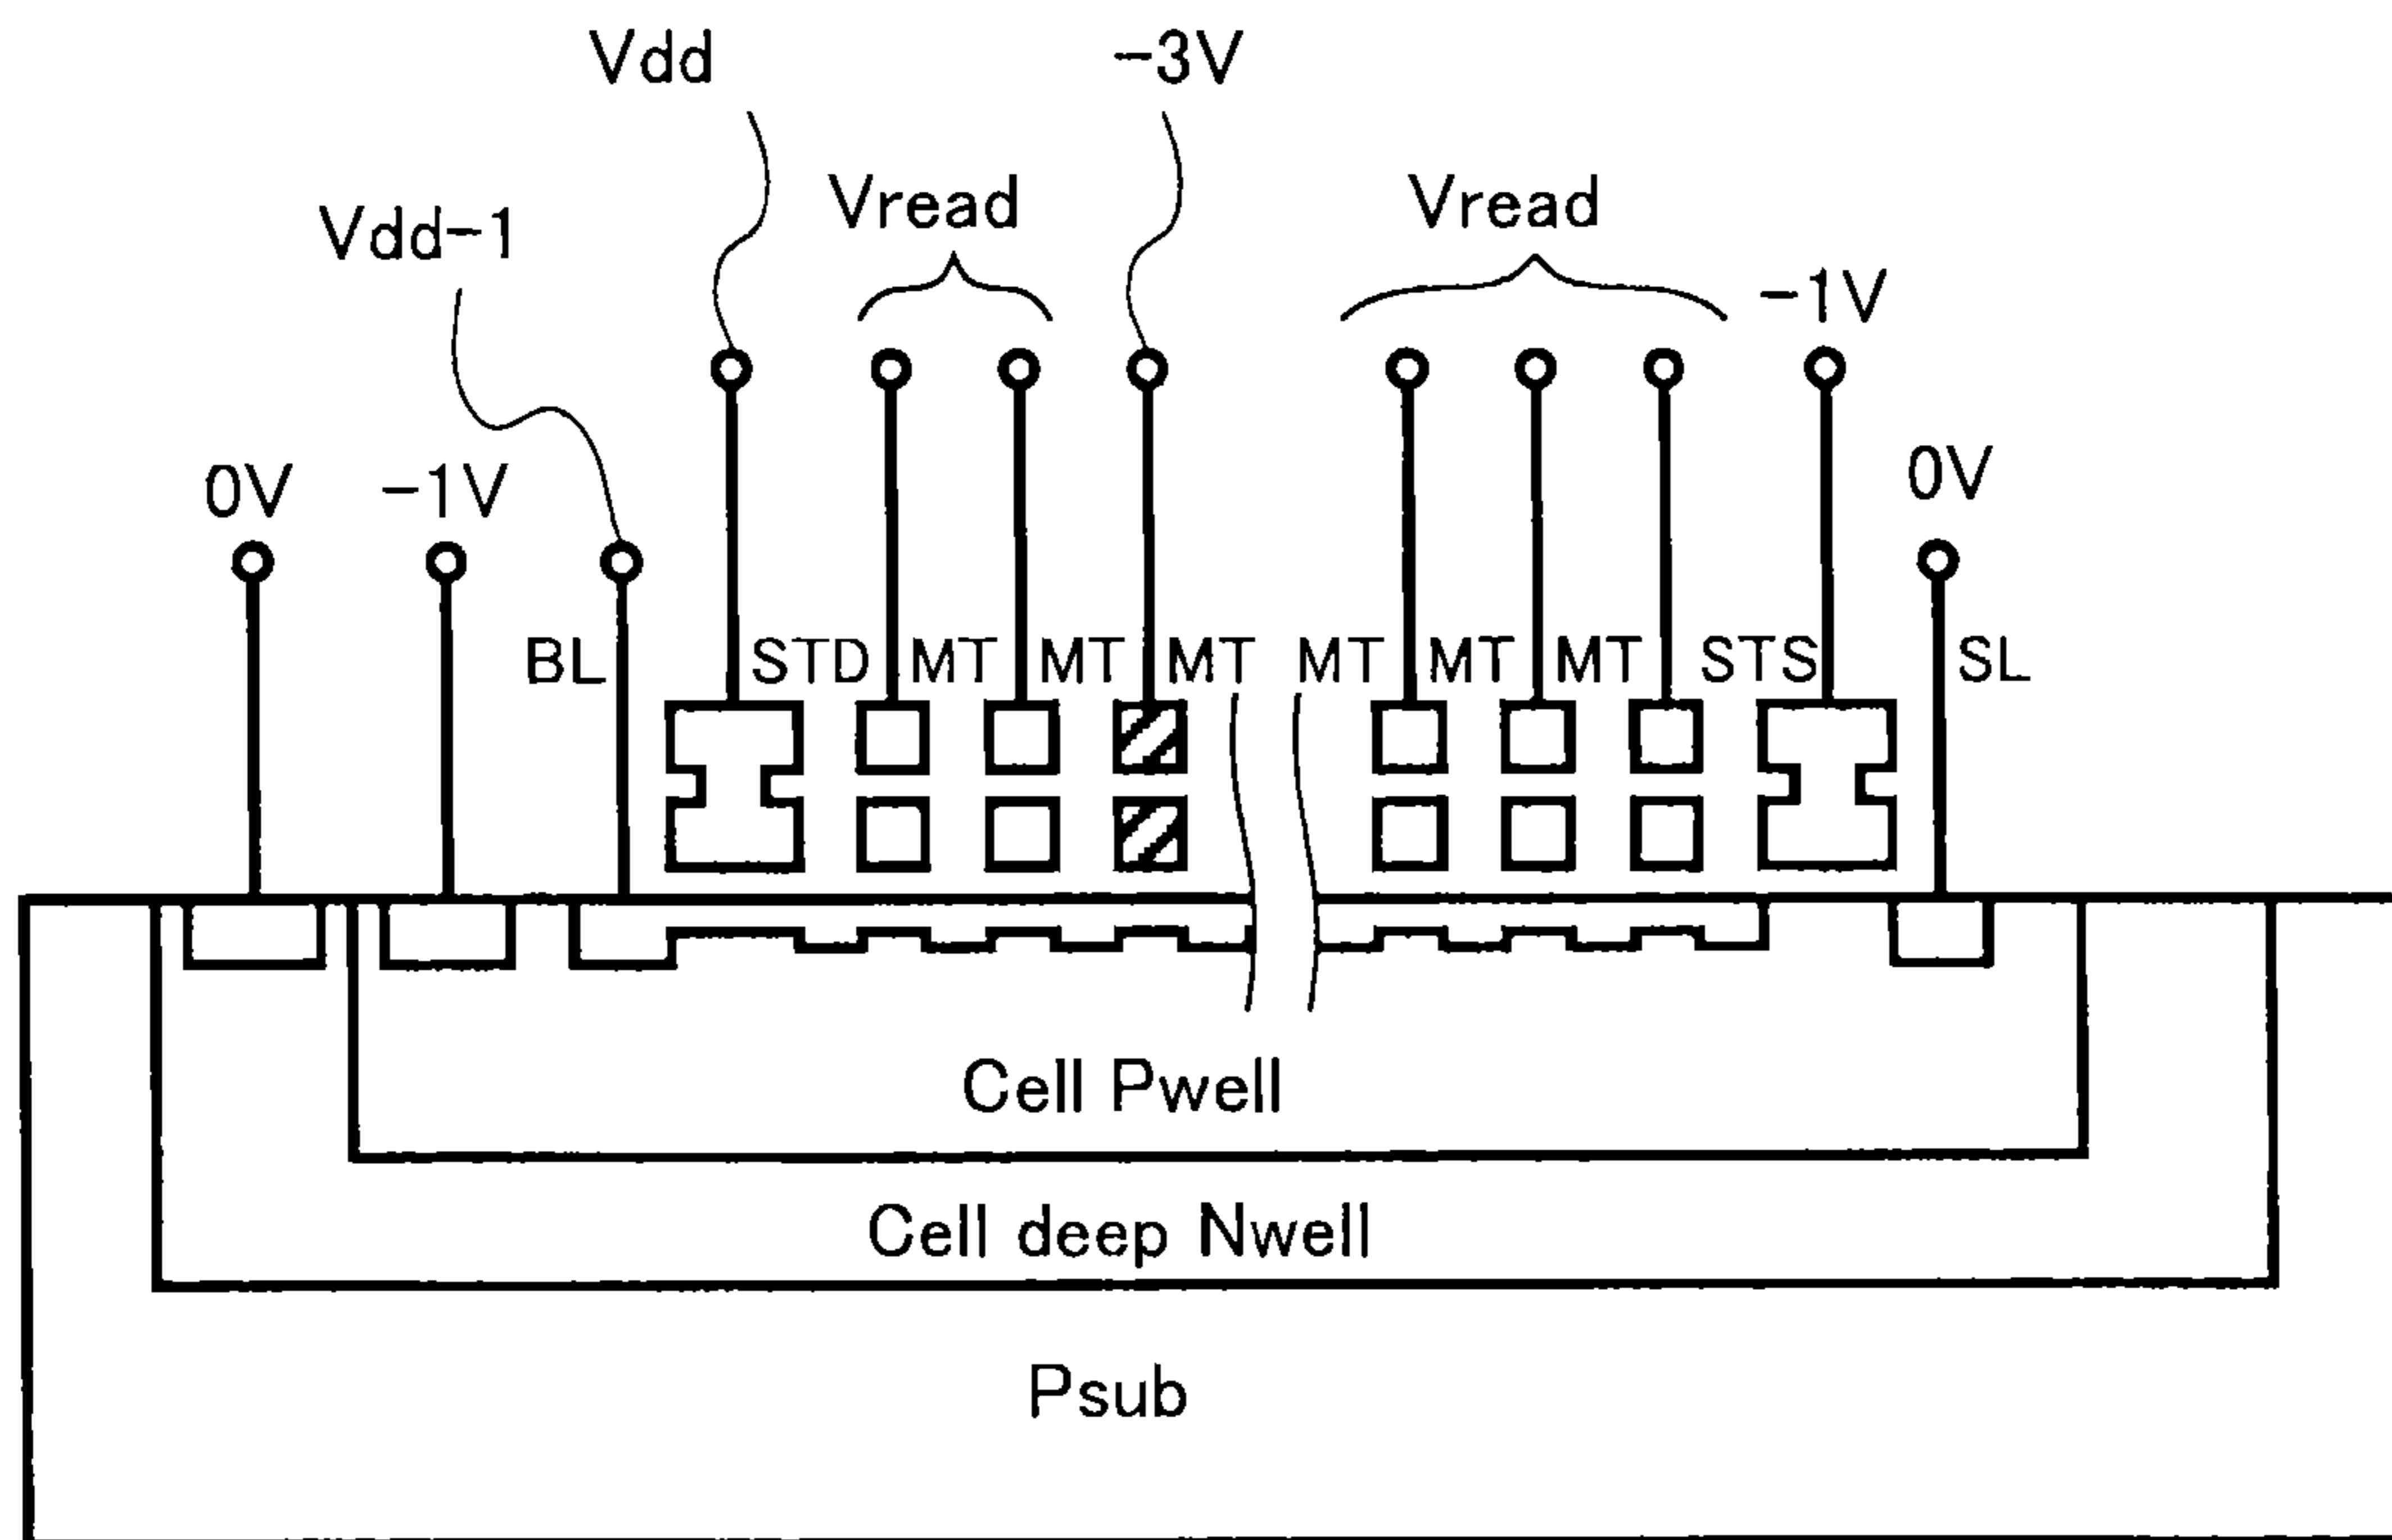 Vdd -3V
Vread Vread
Vdd-1
-1V
0V -1V 0V
BL STD MT MT MT MT MT MT STS SL
Cell Pwell
Cell deep Nwell
Psub